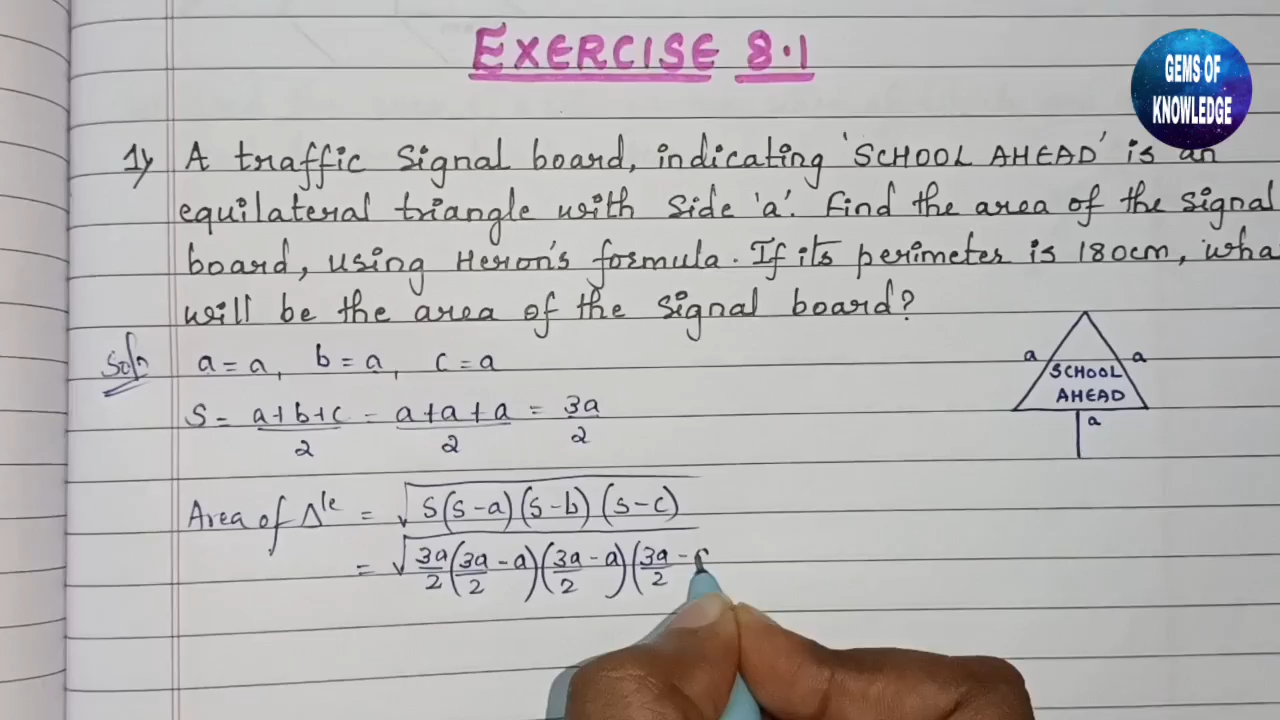 EXERCISE 8.1
GEMS OF
KNOWLEDGE
1) A traffic signal board, indicating 'SCHOOL AHEAD' is an
equilateral triangle with side 'a'. Find the area of the signal
board, using Heron's formula. If its perimeter is 180cm, wha
will be the area of the signal board?
Soln a = a, b = a, c = a
a a
SCHOOL
AHEAD
a
S = a+b+c/2 = a+a+a/2 = 3a/2
Area of Δle = √S(S-a)(S-b)(S-c)
= √3a/2(3a/2-a)(3a/2-a)(3a/2-